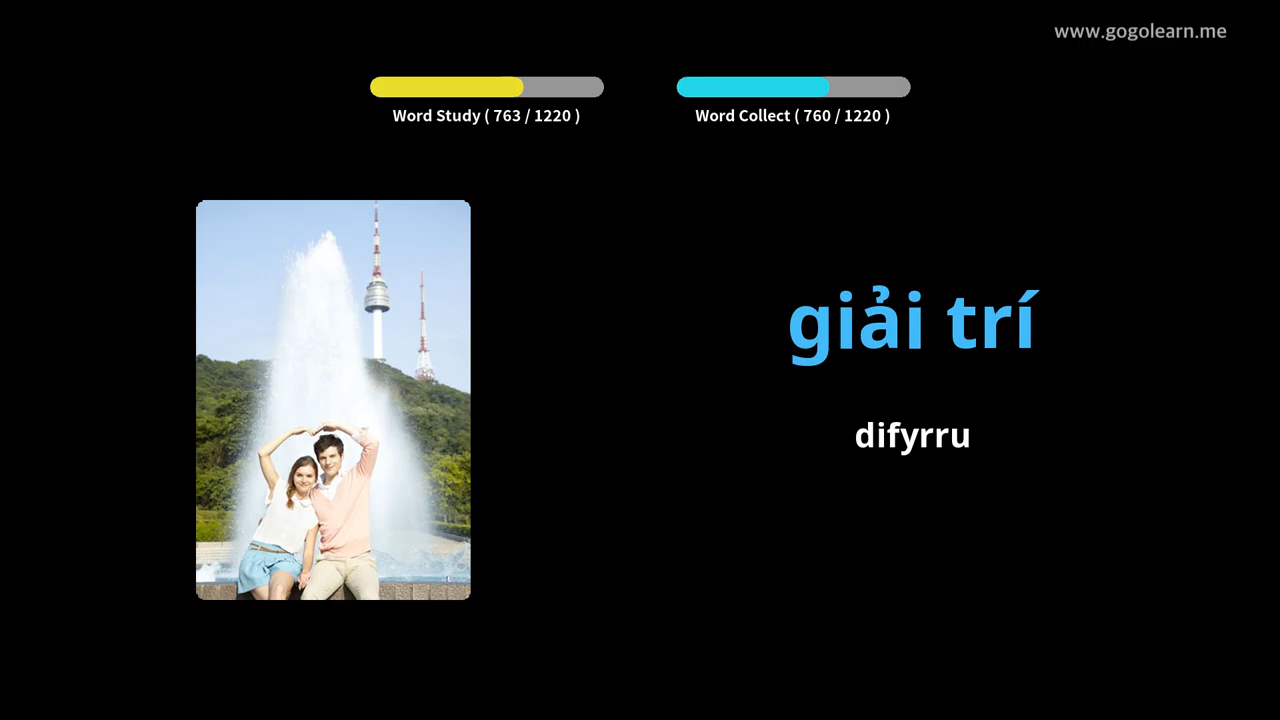 www.gogolearn.me
Word Study ( 763 / 1220 )
Word Collect ( 760 / 1220 )
giải trí
difyrru